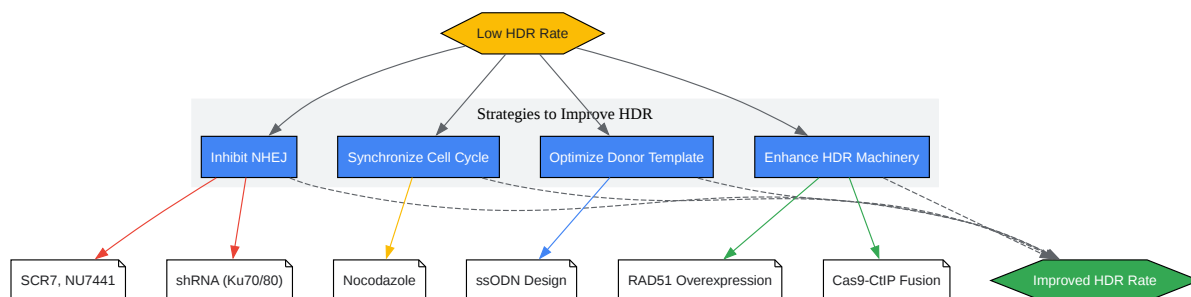 Low HDR Rate
Strategies to Improve HDR
Inhibit NHEJ
Synchronize Cell Cycle
Optimize Donor Template
Enhance HDR Machinery
SCR7, NU7441
shRNA (Ku70/80)
Nocodazole
ssODN Design
RAD51 Overexpression
Cas9-CtIP Fusion
Improved HDR Rate